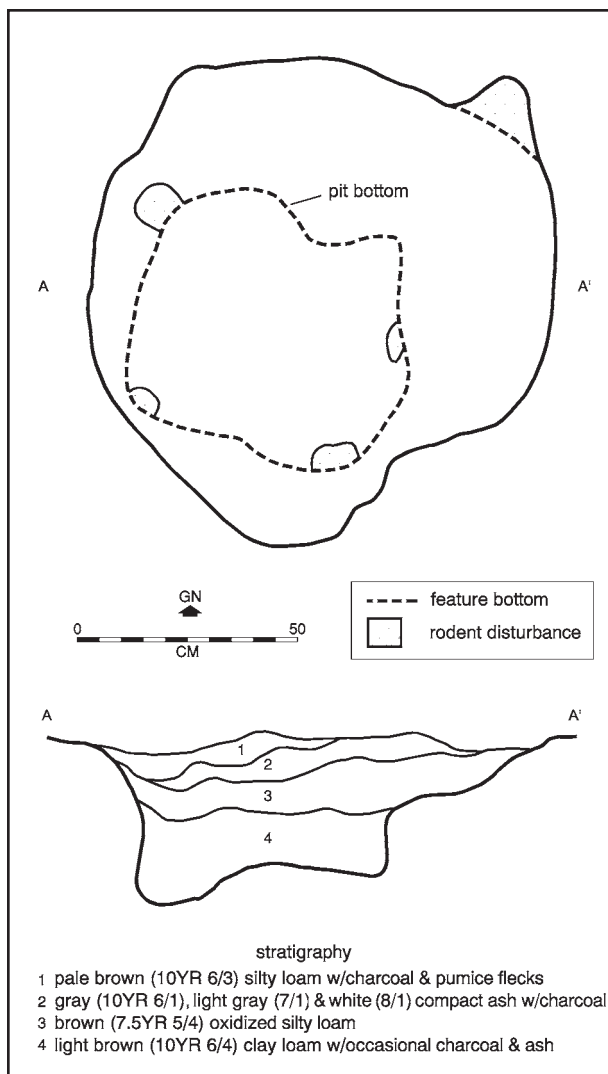 pit bottom
A A'
GN
0 50
CM
feature bottom
rodent disturbance
A A'
1
2
3
4
stratigraphy
1 pale brown (10YR 6/3) silty loam w/charcoal & pumice flecks
2 gray (10YR 6/1), light gray (7/1) & white (8/1) compact ash w/charcoal
3 brown (7.5YR 5/4) oxidized silty loam
4 light brown (10YR 6/4) clay loam w/occasional charcoal & ash